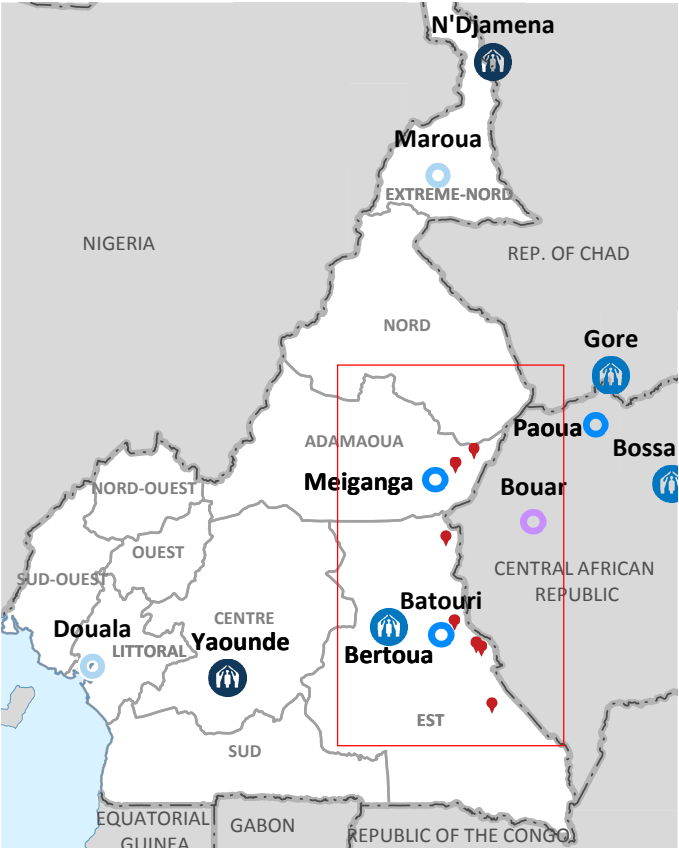 N'Djamena
Maroua
EXTREME-NORD
NIGERIA
REP. OF CHAD
NORD
Gore
ADAMAOUA
Paoua
Bossa
Meiganga
Bouar
NORD-OUEST
OUEST
CENTRAL AFRICAN
REPUBLIC
SUD-OUEST
Batouri
CENTRE
Douala
Yaounde
LITTORAL
Bertoua
EST
SUD
EQUATORIAL
GUINEA
GABON
REPUBLIC OF THE CONGO